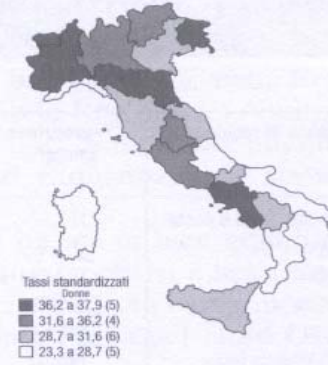 Tassi standardizzati
Donne
36,2 a 37,9 (5)
31,6 a 36,2 (4)
28,7 a 31,6 (6)
23,3 a 28,7 (5)